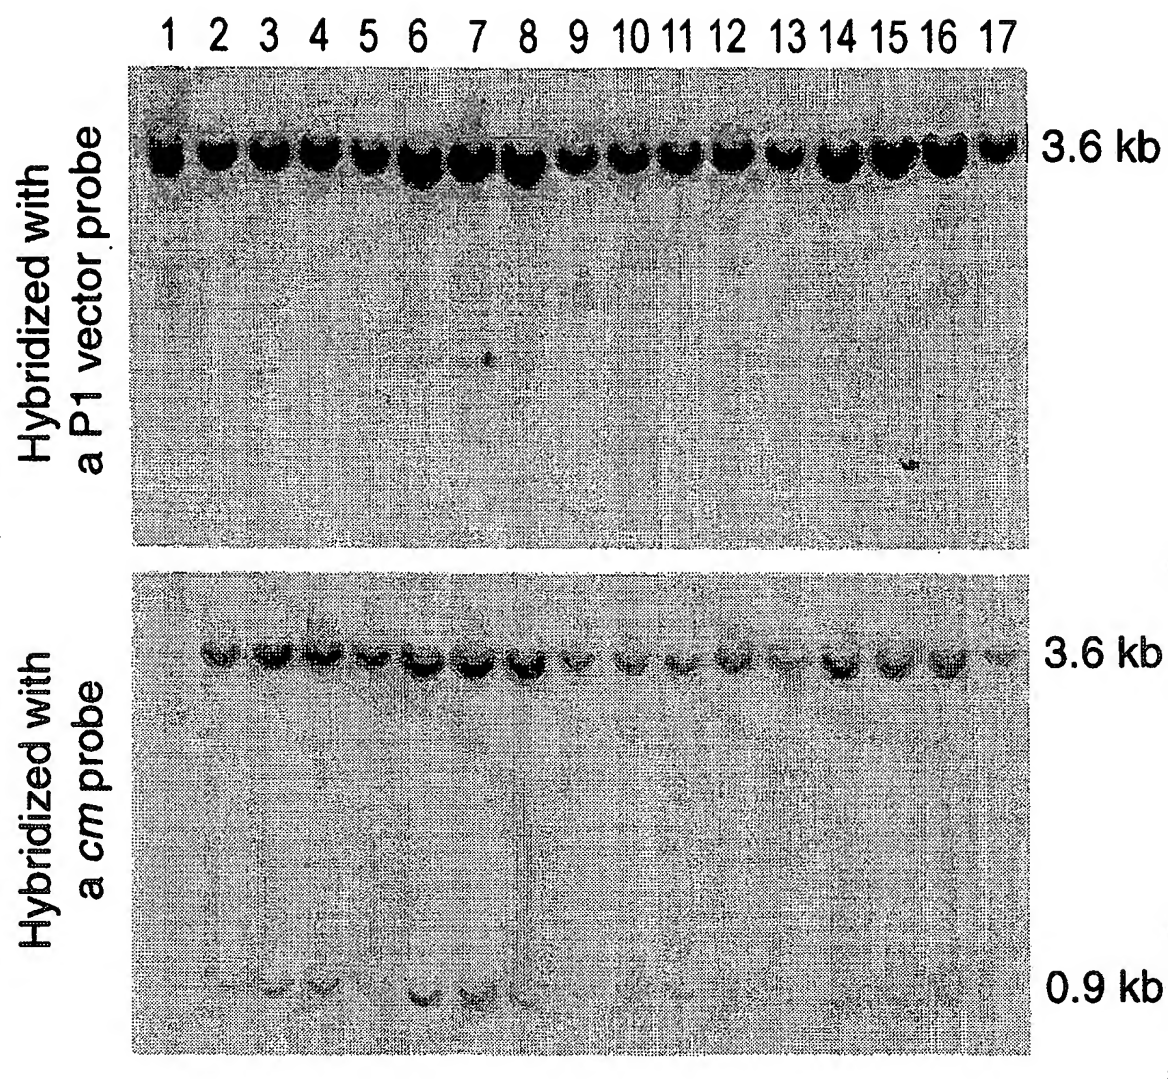 1 2 3 4 5 6 7 8 9 10 11 12 13 14 15 16 17
Hybridized with
a P1 vector probe
3.6 kb
Hybridized with
a cm probe
3.6 kb
0.9 kb